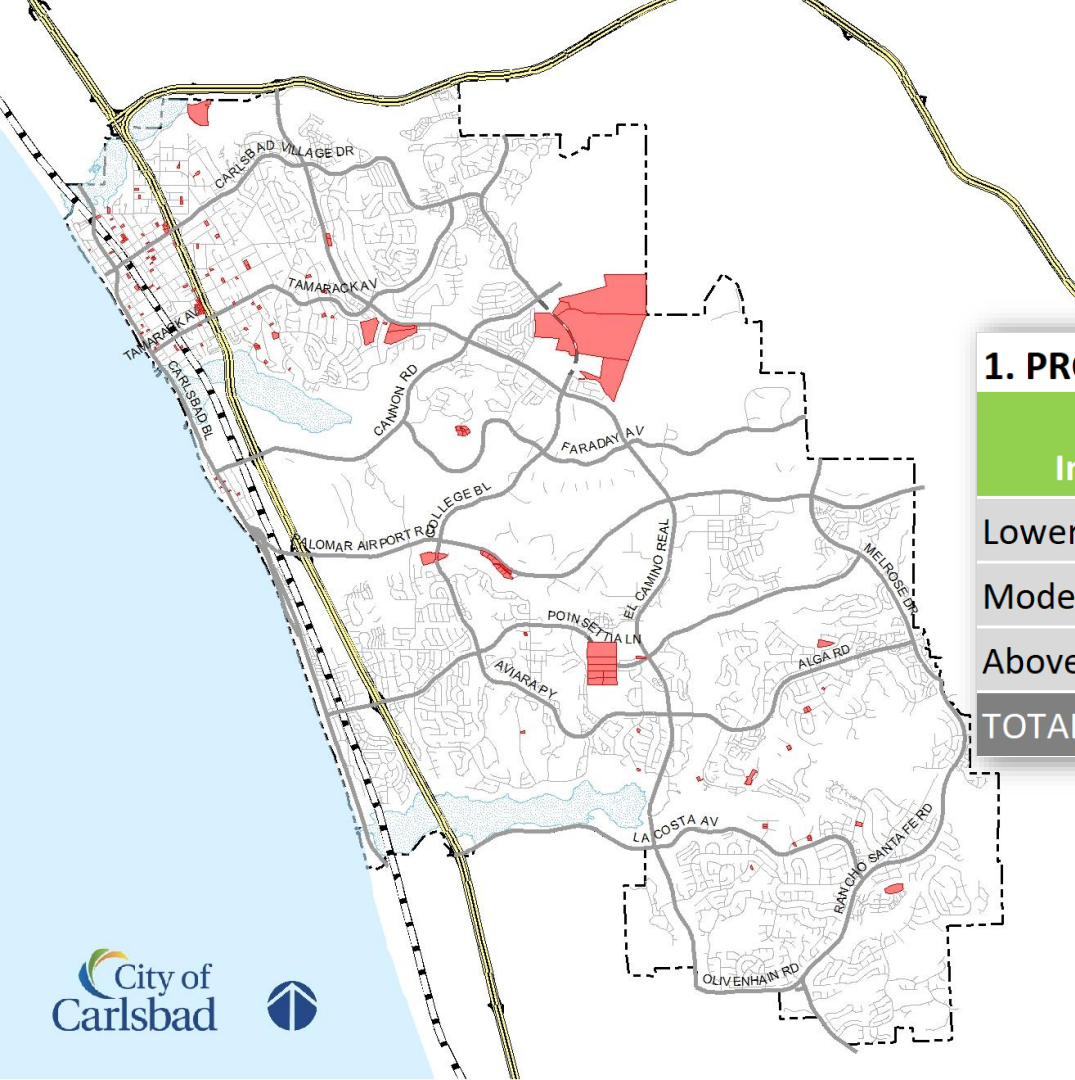 CARLSBAD VILLAGE DR
TAMARACK AV
TAMARACK AV
CARLSBAD BL
CANNON RD
FARADAY AV
COLLEGE BL
PALOMAR AIRPORT RD
EL CAMINO REAL
MELROSE DR
POINSETTIA LN
ALGA RD
AVIARA PY
LA COSTA AV
RANCHO SANTA FE RD
OLIVENHAIN RD
City of
Carlsbad
1. PR
In
Lower
Mode
Above
TOTAL